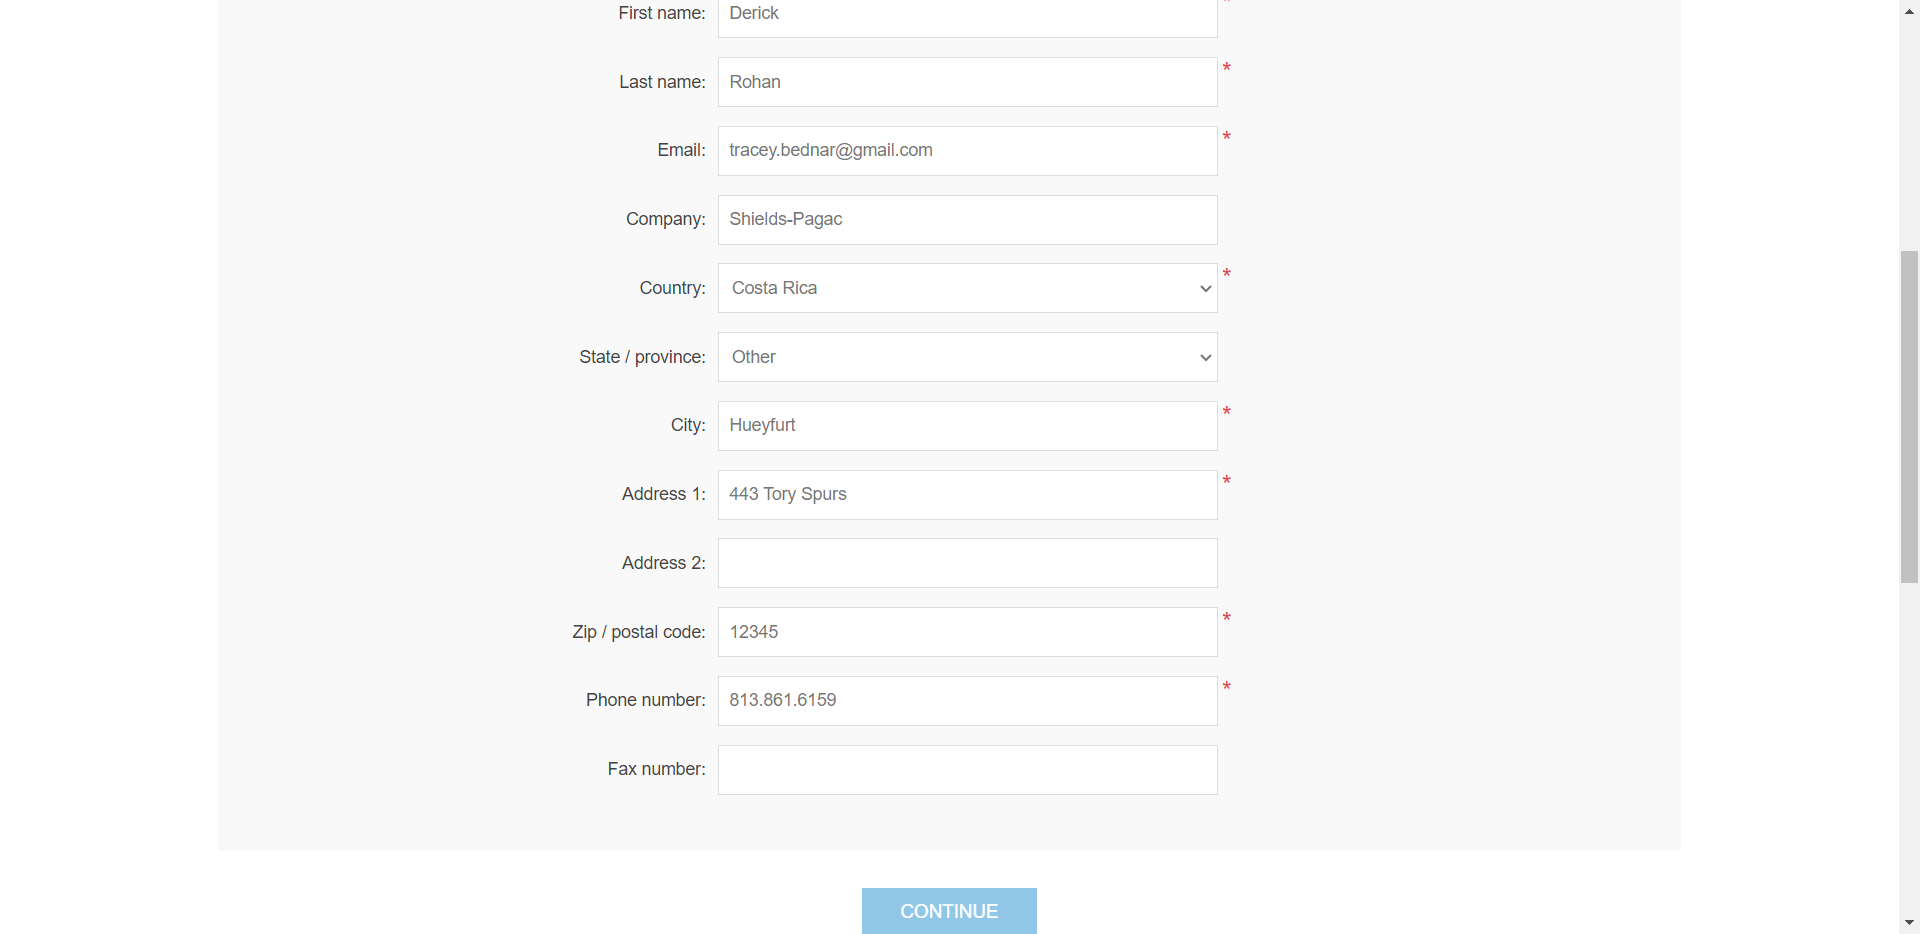 First name: Derick *
Last name: Rohan *
Email: tracey.bednar@gmail.com *
Company: Shields-Pagac
Country: Costa Rica *
State / province: Other
City: Hueyfurt *
Address 1: 443 Tory Spurs *
Address 2:
Zip / postal code: 12345 *
Phone number: 813.861.6159 *
Fax number:
CONTINUE